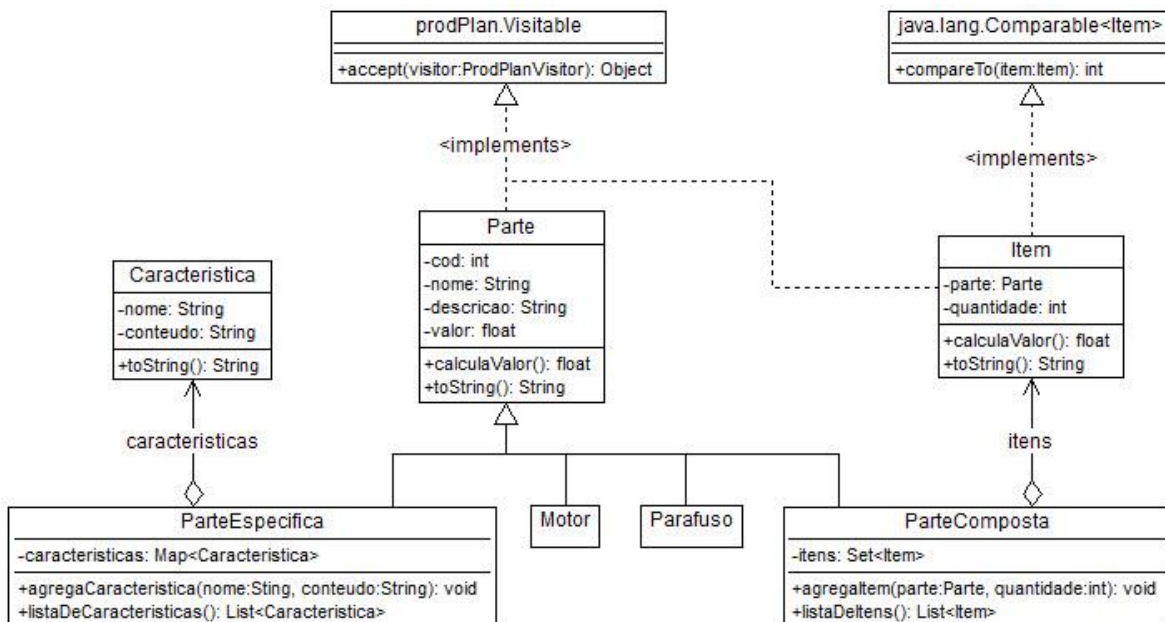 prodPlan.Visitable
+accept(visitor:ProdPlanVisitor): Object
java.lang.Comparable<Item>
+compareTo(item:Item): int
<implements>
<implements>
Parte
-cod: int
-nome: String
-descricao: String
-valor: float
+calculaValor(): float
+toString(): String
Item
-parte: Parte
-quantidade: int
+calculaValor(): float
+toString(): String
Caracteristica
-nome: String
-conteudo: String
+toString(): String
caracteristicas
itens
ParteEspecifica
-caracteristicas: Map<Caracteristica>
+agregaCaracteristica(nome:Sting, conteudo:String): void
+listaDeCaracteristicas(): List<Caracteristica>
Motor
Parafuso
ParteComposta
-itens: Set<Item>
+agregaItem(parte:Parte, quantidade:int): void
+listaDeItens(): List<Item>